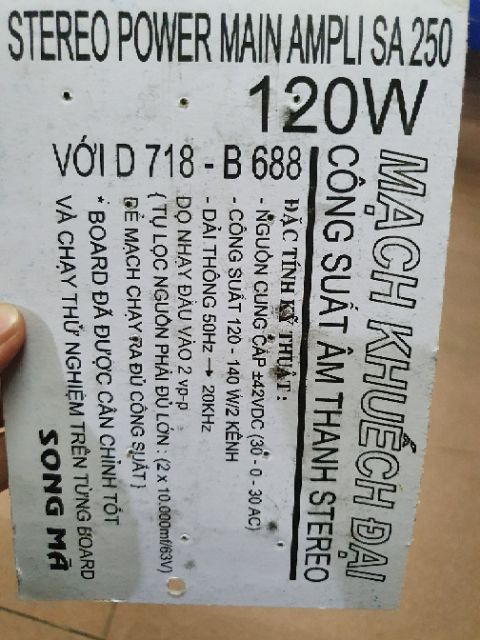 STEREO POWER MAIN AMPLI SA 250
120W
VỚI D 718 - B 688
MẠCH KHUẾCH ĐẠI
CÔNG SUẤT ÂM THANH STEREO
ĐẶC TÍNH KỸ THUẬT :
- NGUỒN CUNG CẤP ±42VDC (30 - 0 - 30 AC)
- CÔNG SUẤT 120 - 140 W/2 KÊNH
- DẢI THÔNG 50Hz → 20KHz
ĐỘ NHẠY ĐẦU VÀO 2 vp-p
( TỤ LỌC NGUỒN PHẢI ĐỦ LỚN : (2 x 10.000mf/63V)
ĐỂ MẠCH CHẠY RA ĐỦ CÔNG SUẤT )
* BOARD ĐÃ ĐƯỢC CÂN CHỈNH TỐT
VÀ CHẠY THỬ NGHIỆM TRÊN TỪNG BOARD
SONG MÃ